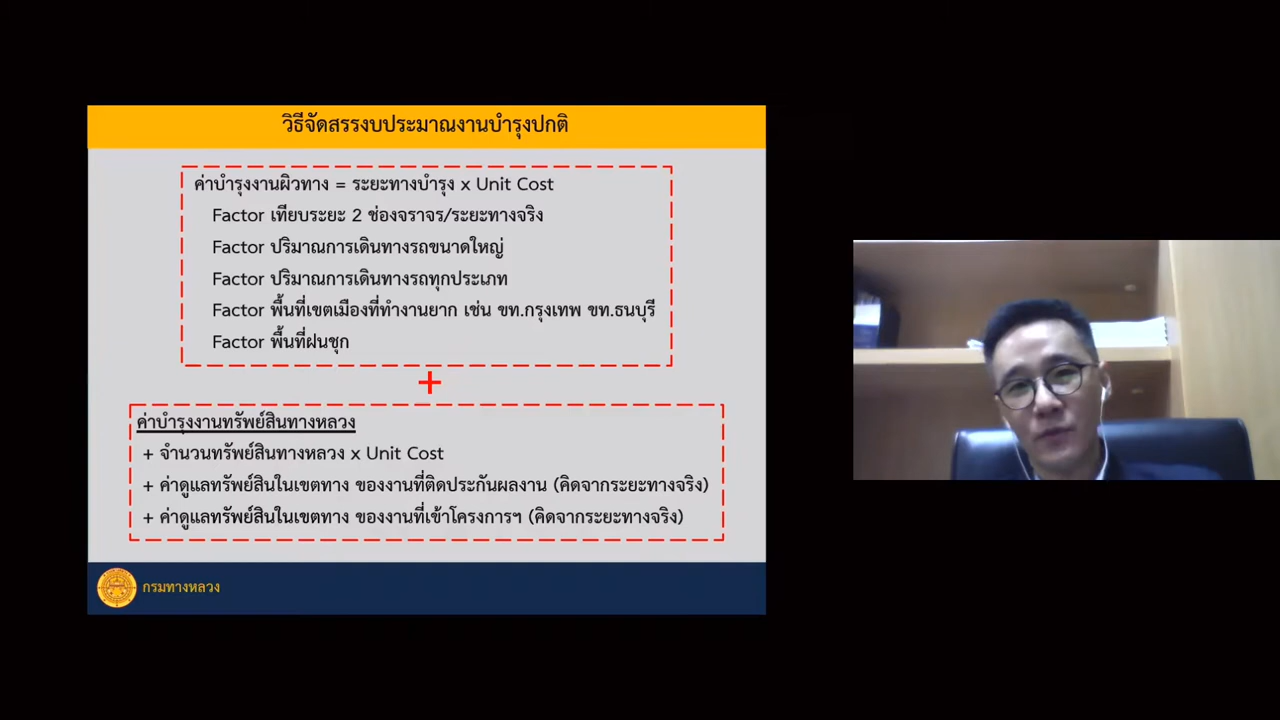 วิธีจัดสรรงบประมาณงานบำรุงปกติ
ค่าบำรุงงานผิวทาง = ระยะทางบำรุง x Unit Cost
Factor เทียบระยะ 2 ช่องจราจร/ระยะทางจริง
Factor ปริมาณการเดินทางรถขนาดใหญ่
Factor ปริมาณการเดินทางรถทุกประเภท
Factor พื้นที่เขตเมืองที่ทำงานยาก เช่น ขท.กรุงเทพ ขท.ธนบุรี
Factor พื้นที่ฝนชุก
+
ค่าบำรุงงานทรัพย์สินทางหลวง
+ จำนวนทรัพย์สินทางหลวง x Unit Cost
+ ค่าดูแลทรัพย์สินในเขตทาง ของงานที่ติดประกันผลงาน (คิดจากระยะทางจริง)
+ ค่าดูแลทรัพย์สินในเขตทาง ของงานที่เข้าโครงการฯ (คิดจากระยะทางจริง)
กรมทางหลวง